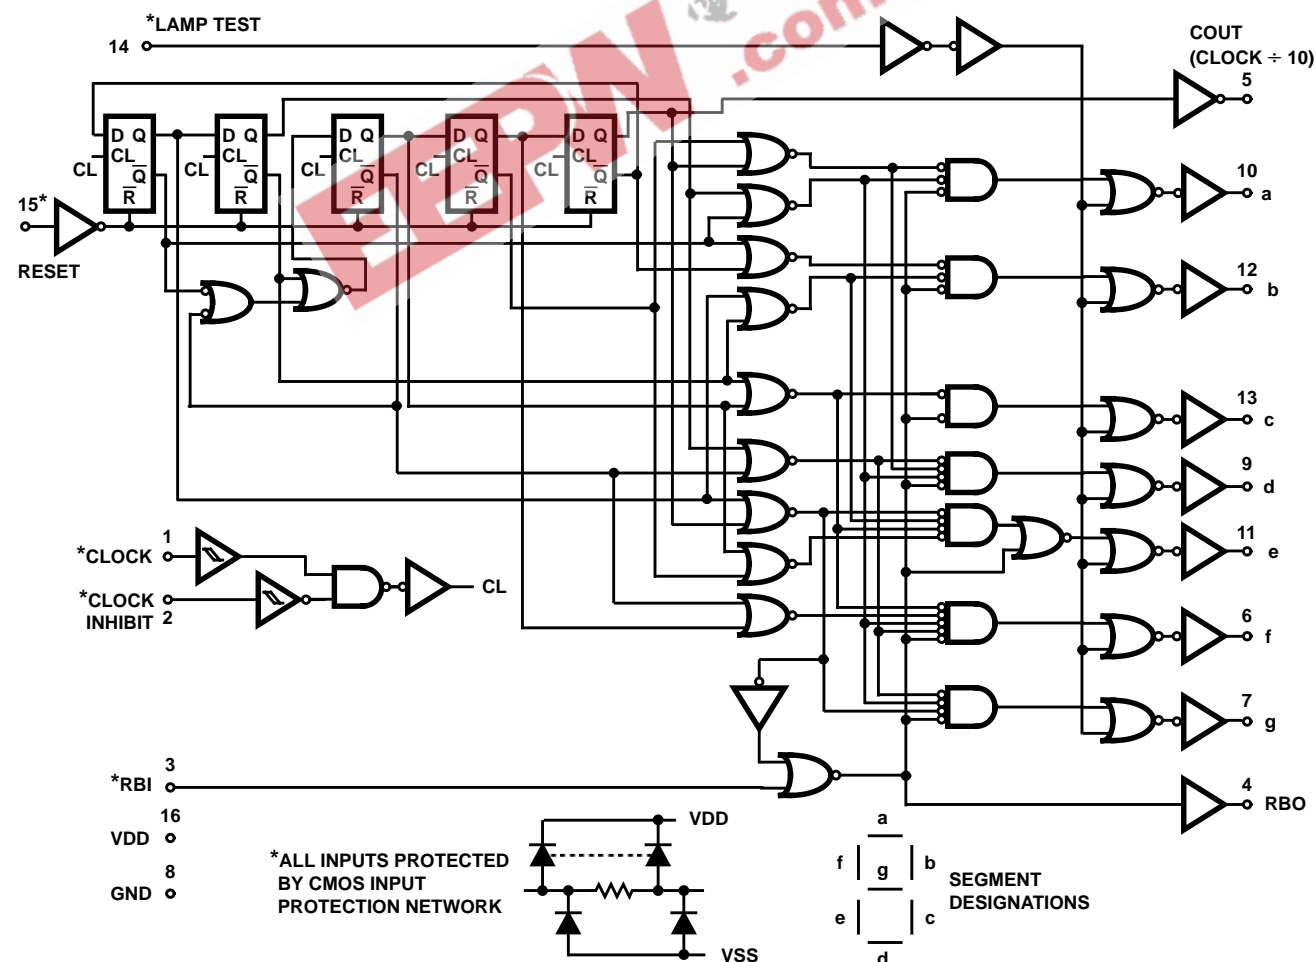 *LAMP TEST
14
COUT
(CLOCK ÷ 10)
5
EEPW.com
D Q
CL
CL
Q
R
D Q
CL
CL
Q
R
D Q
CL
CL
Q
R
D Q
CL
CL
Q
R
D Q
CL
CL
Q
R
15*
RESET
10
a
12
b
13
c
9
d
11
e
6
f
7
g
1
*CLOCK
*CLOCK
INHIBIT 2
CL
3
*RBI
4
RBO
16
VDD
8
GND
*ALL INPUTS PROTECTED
BY CMOS INPUT
PROTECTION NETWORK
VDD
VSS
a
f g b
e c
d
SEGMENT
DESIGNATIONS